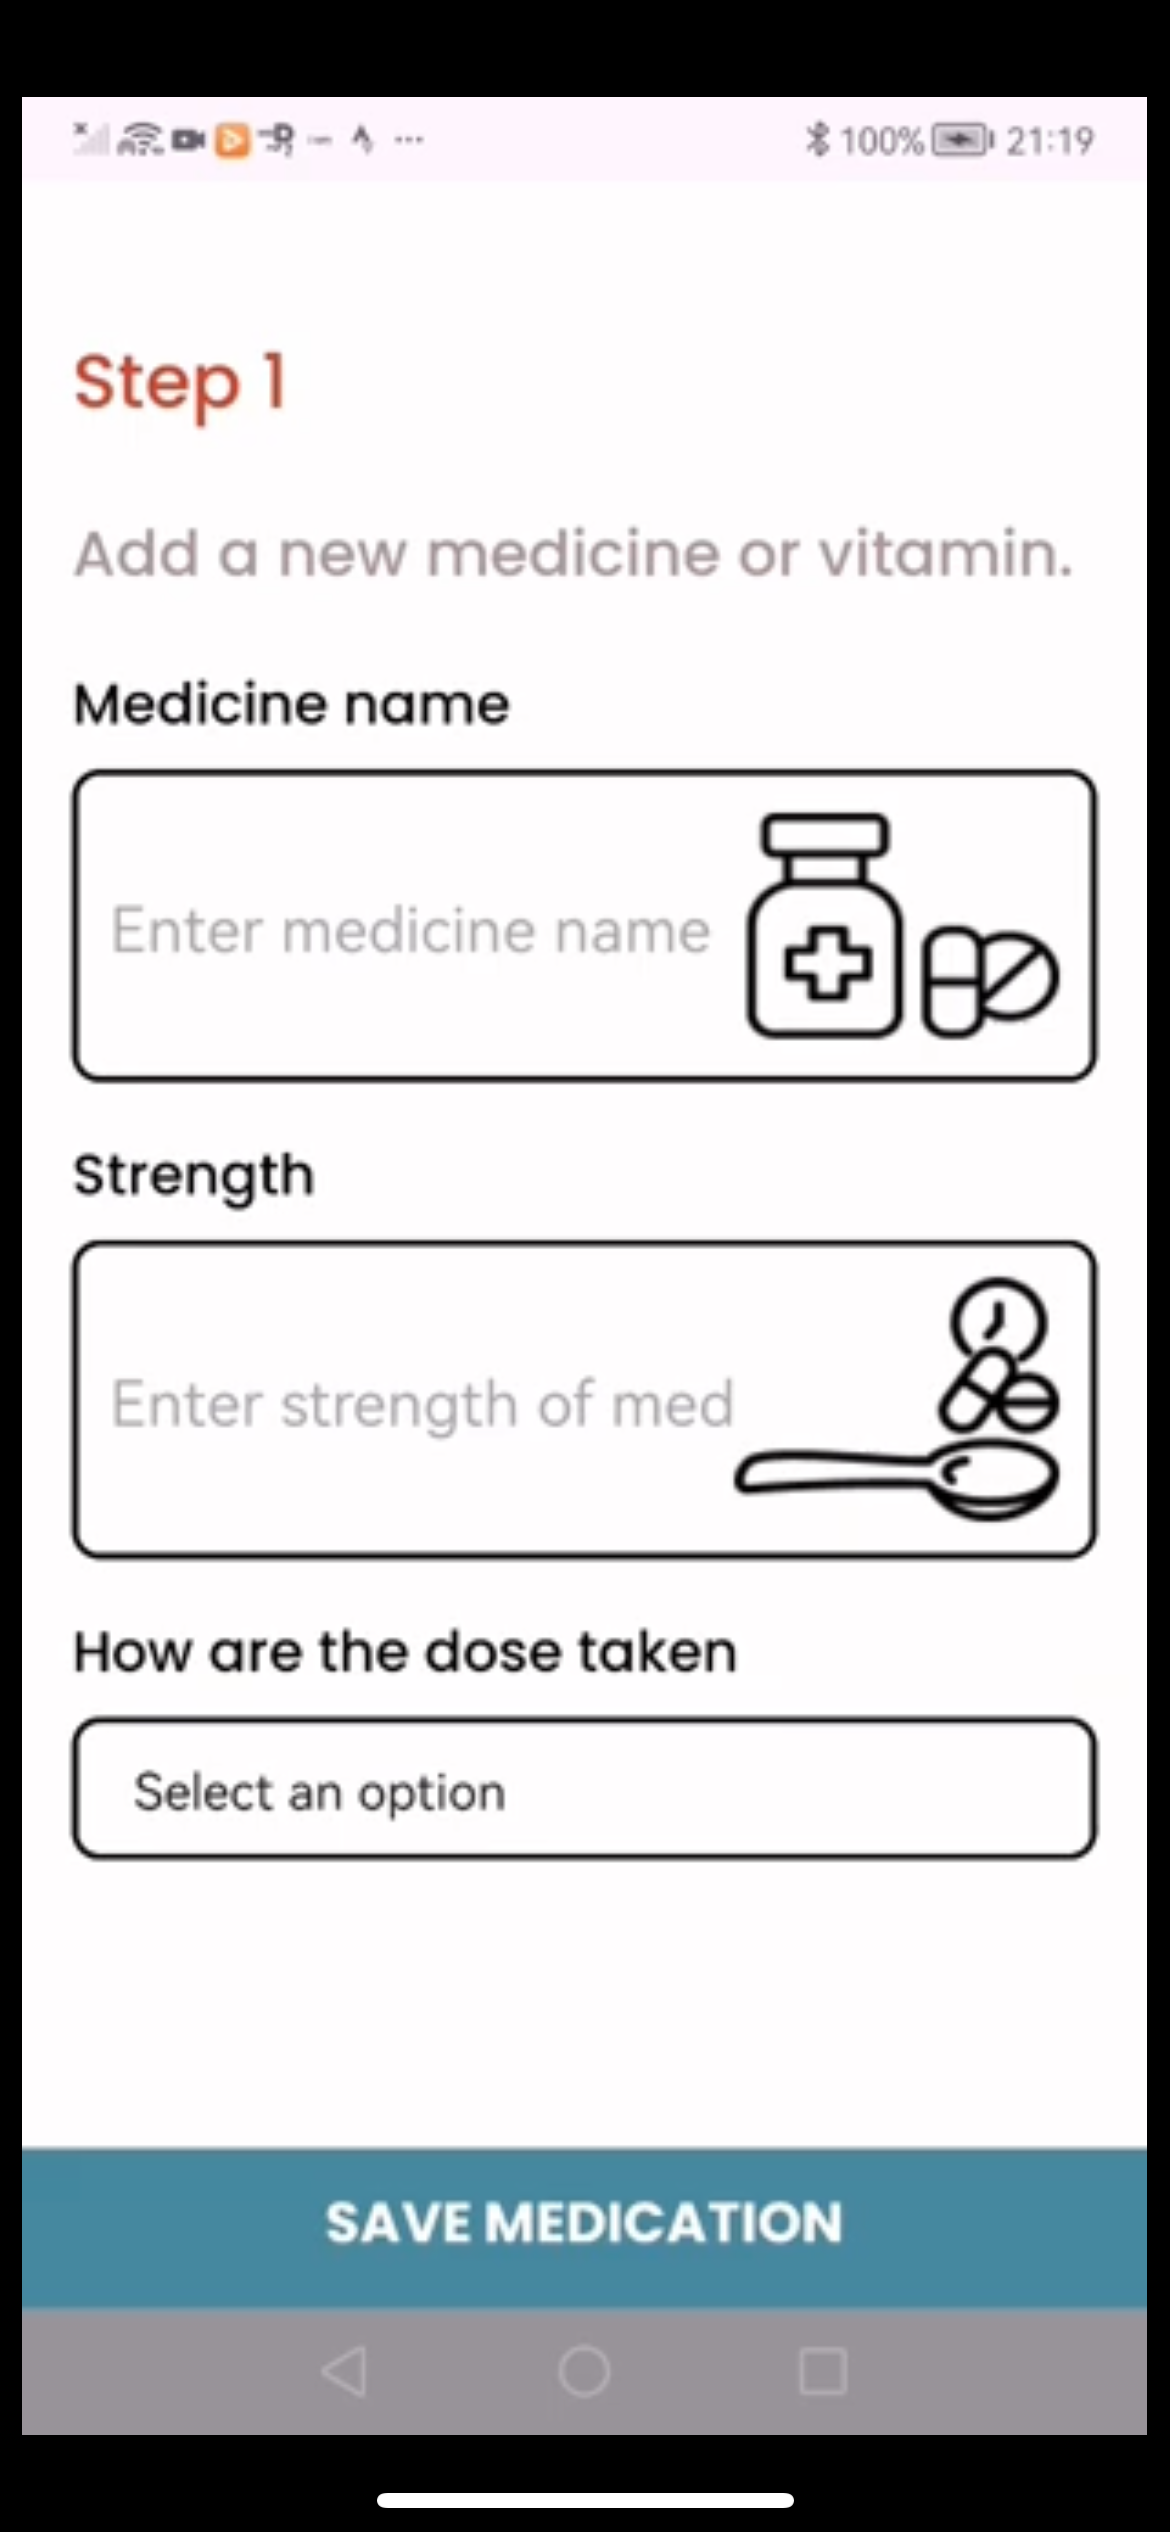 100% 21:19
Step 1
Add a new medicine or vitamin.
Medicine name
Enter medicine name
Strength
Enter strength of med
How are the dose taken
Select an option
SAVE MEDICATION